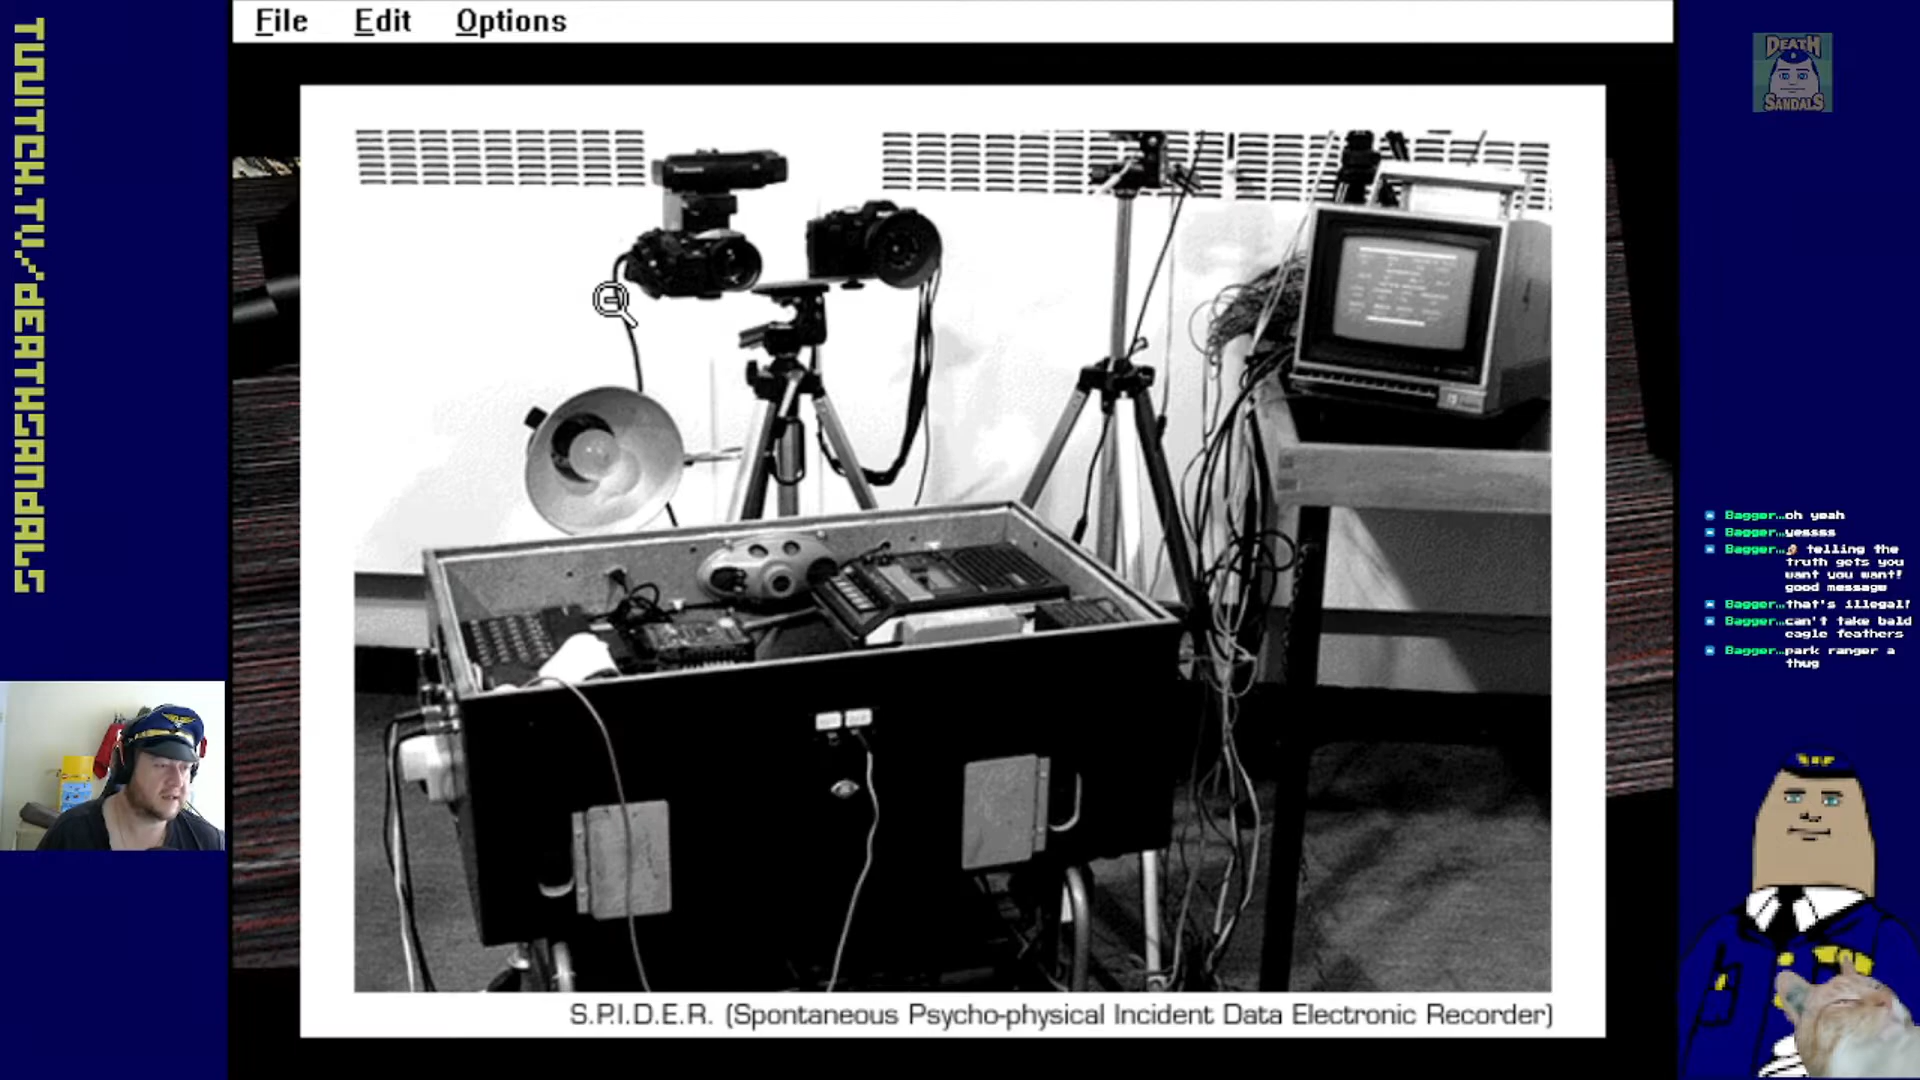 File Edit Options
TWITCH.TV/DEATHSANDALS
DEATH
SANDALS
Panasonic
Bagger...oh yeah
Bagger...yessss
Bagger... telling the
truth gets you
want you want!
good message
Bagger...that's illegal!
Bagger...can't take bald
eagle feathers
Bagger...park ranger a
thug
S.P.I.D.E.R. (Spontaneous Psycho-physical Incident Data Electronic Recorder)